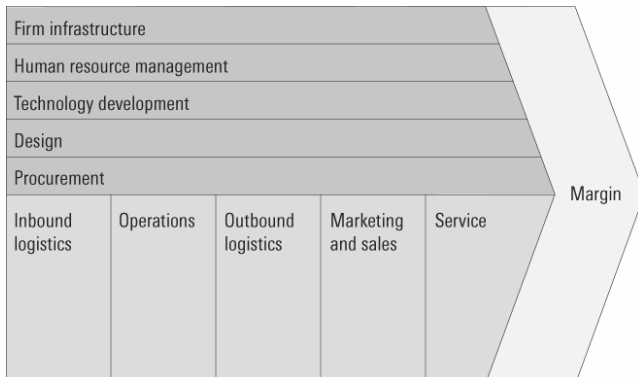 Firm infrastructure
Human resource management
Technology development
Design
Procurement
Inbound
logistics
Operations
Outbound
logistics
Marketing
and sales
Service
Margin